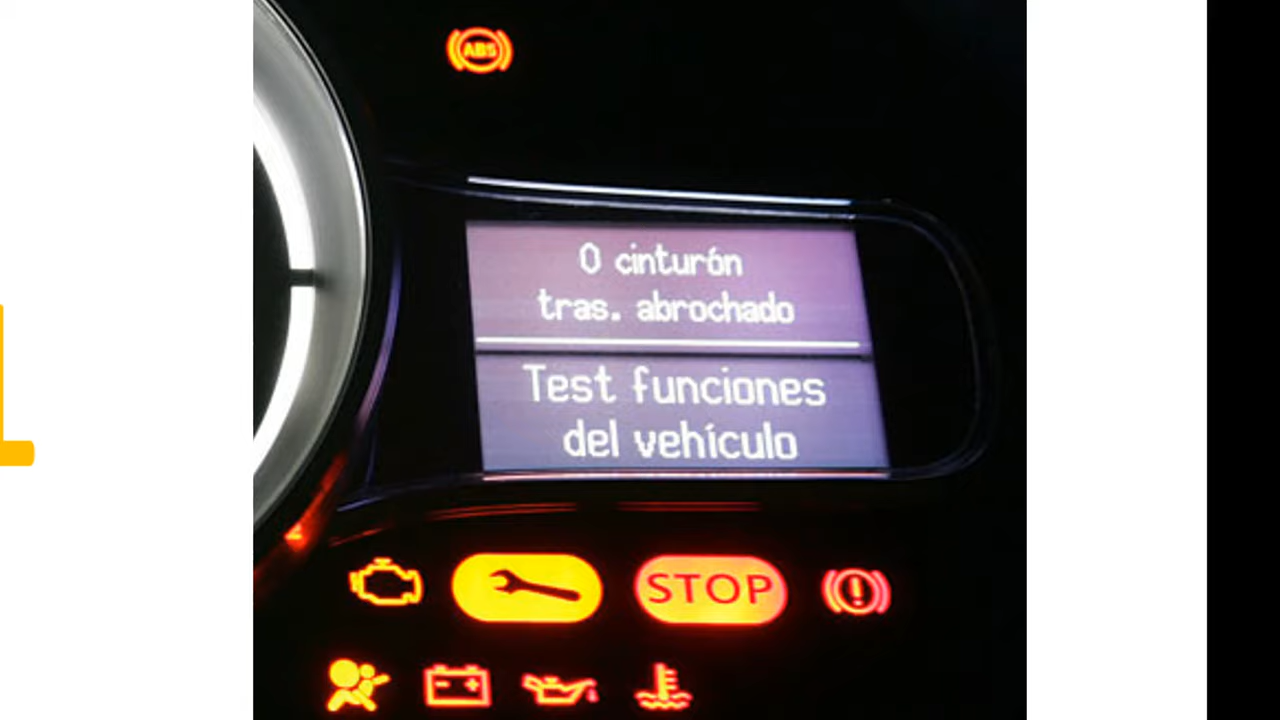 ABS
0 cinturón
tras. abrochado
Test funciones
del vehículo
STOP